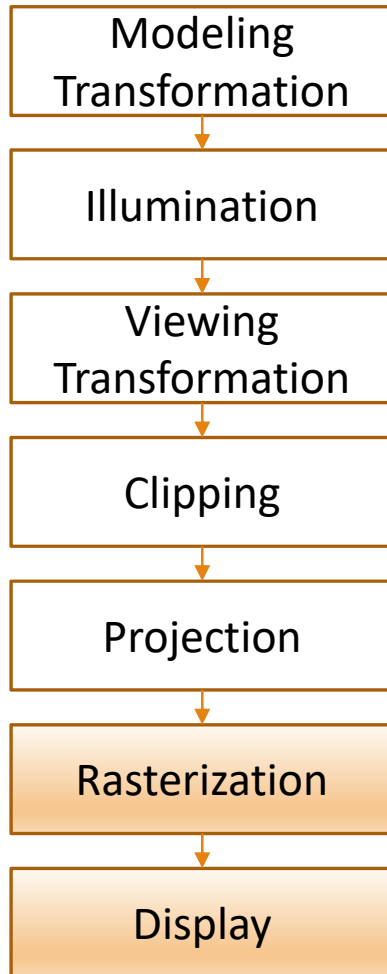 Modeling
Transformation
Illumination
Viewing
Transformation
Clipping
Projection
Rasterization
Display